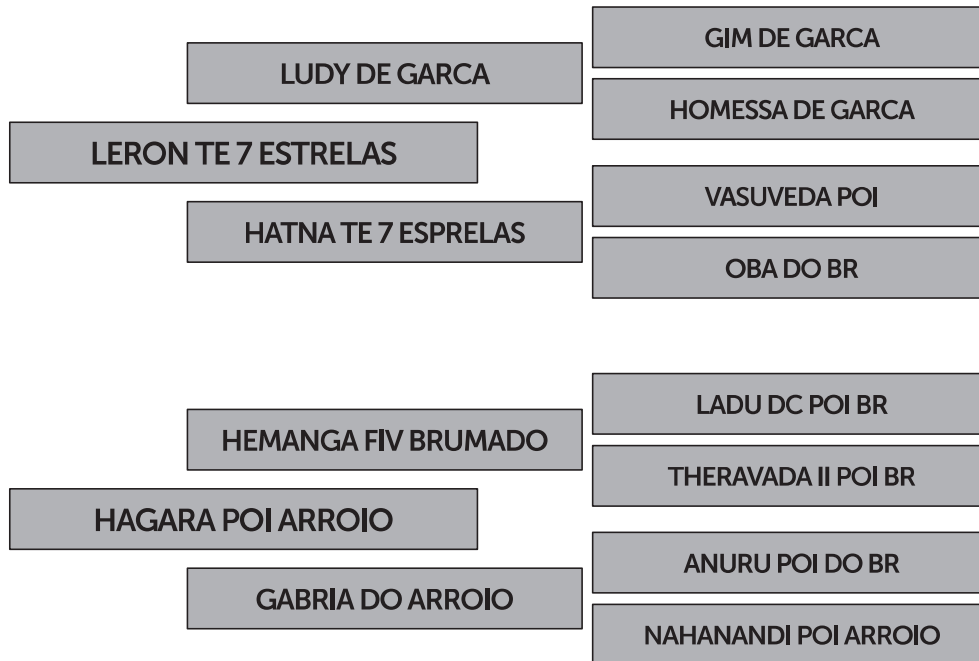 GIM DE GARCA
LUDY DE GARCA
HOMESSA DE GARCA
LERON TE 7 ESTRELAS
VASUVEDA POI
HATNA TE 7 ESPRELAS
OBA DO BR
LADU DC POI BR
HEMANGA FIV BRUMADO
THERAVADA II POI BR
HAGARA POI ARROIO
ANURU POI DO BR
GABRIA DO ARROIO
NAHANANDI POI ARROIO